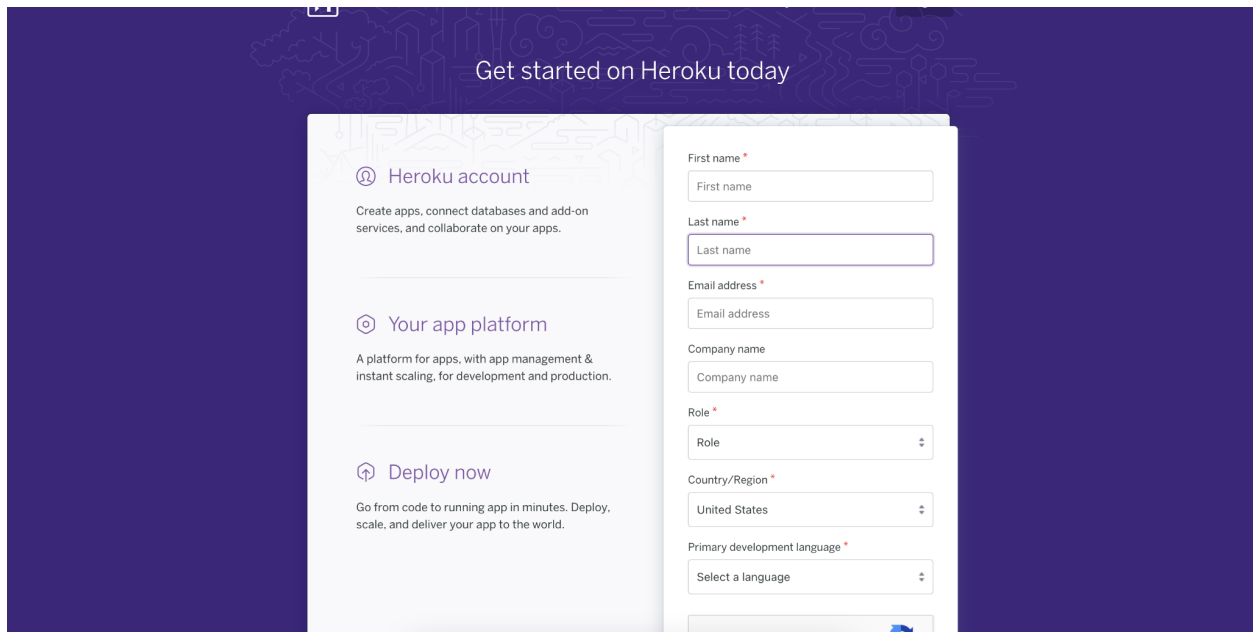 Get started on Heroku today
Heroku account
Create apps, connect databases and add-on
services, and collaborate on your apps.
Your app platform
A platform for apps, with app management &
instant scaling, for development and production.
Deploy now
Go from code to running app in minutes. Deploy,
scale, and deliver your app to the world.
First name *
First name
Last name *
Last name
Email address *
Email address
Company name
Company name
Role *
Role
Country/Region *
United States
Primary development language *
Select a language